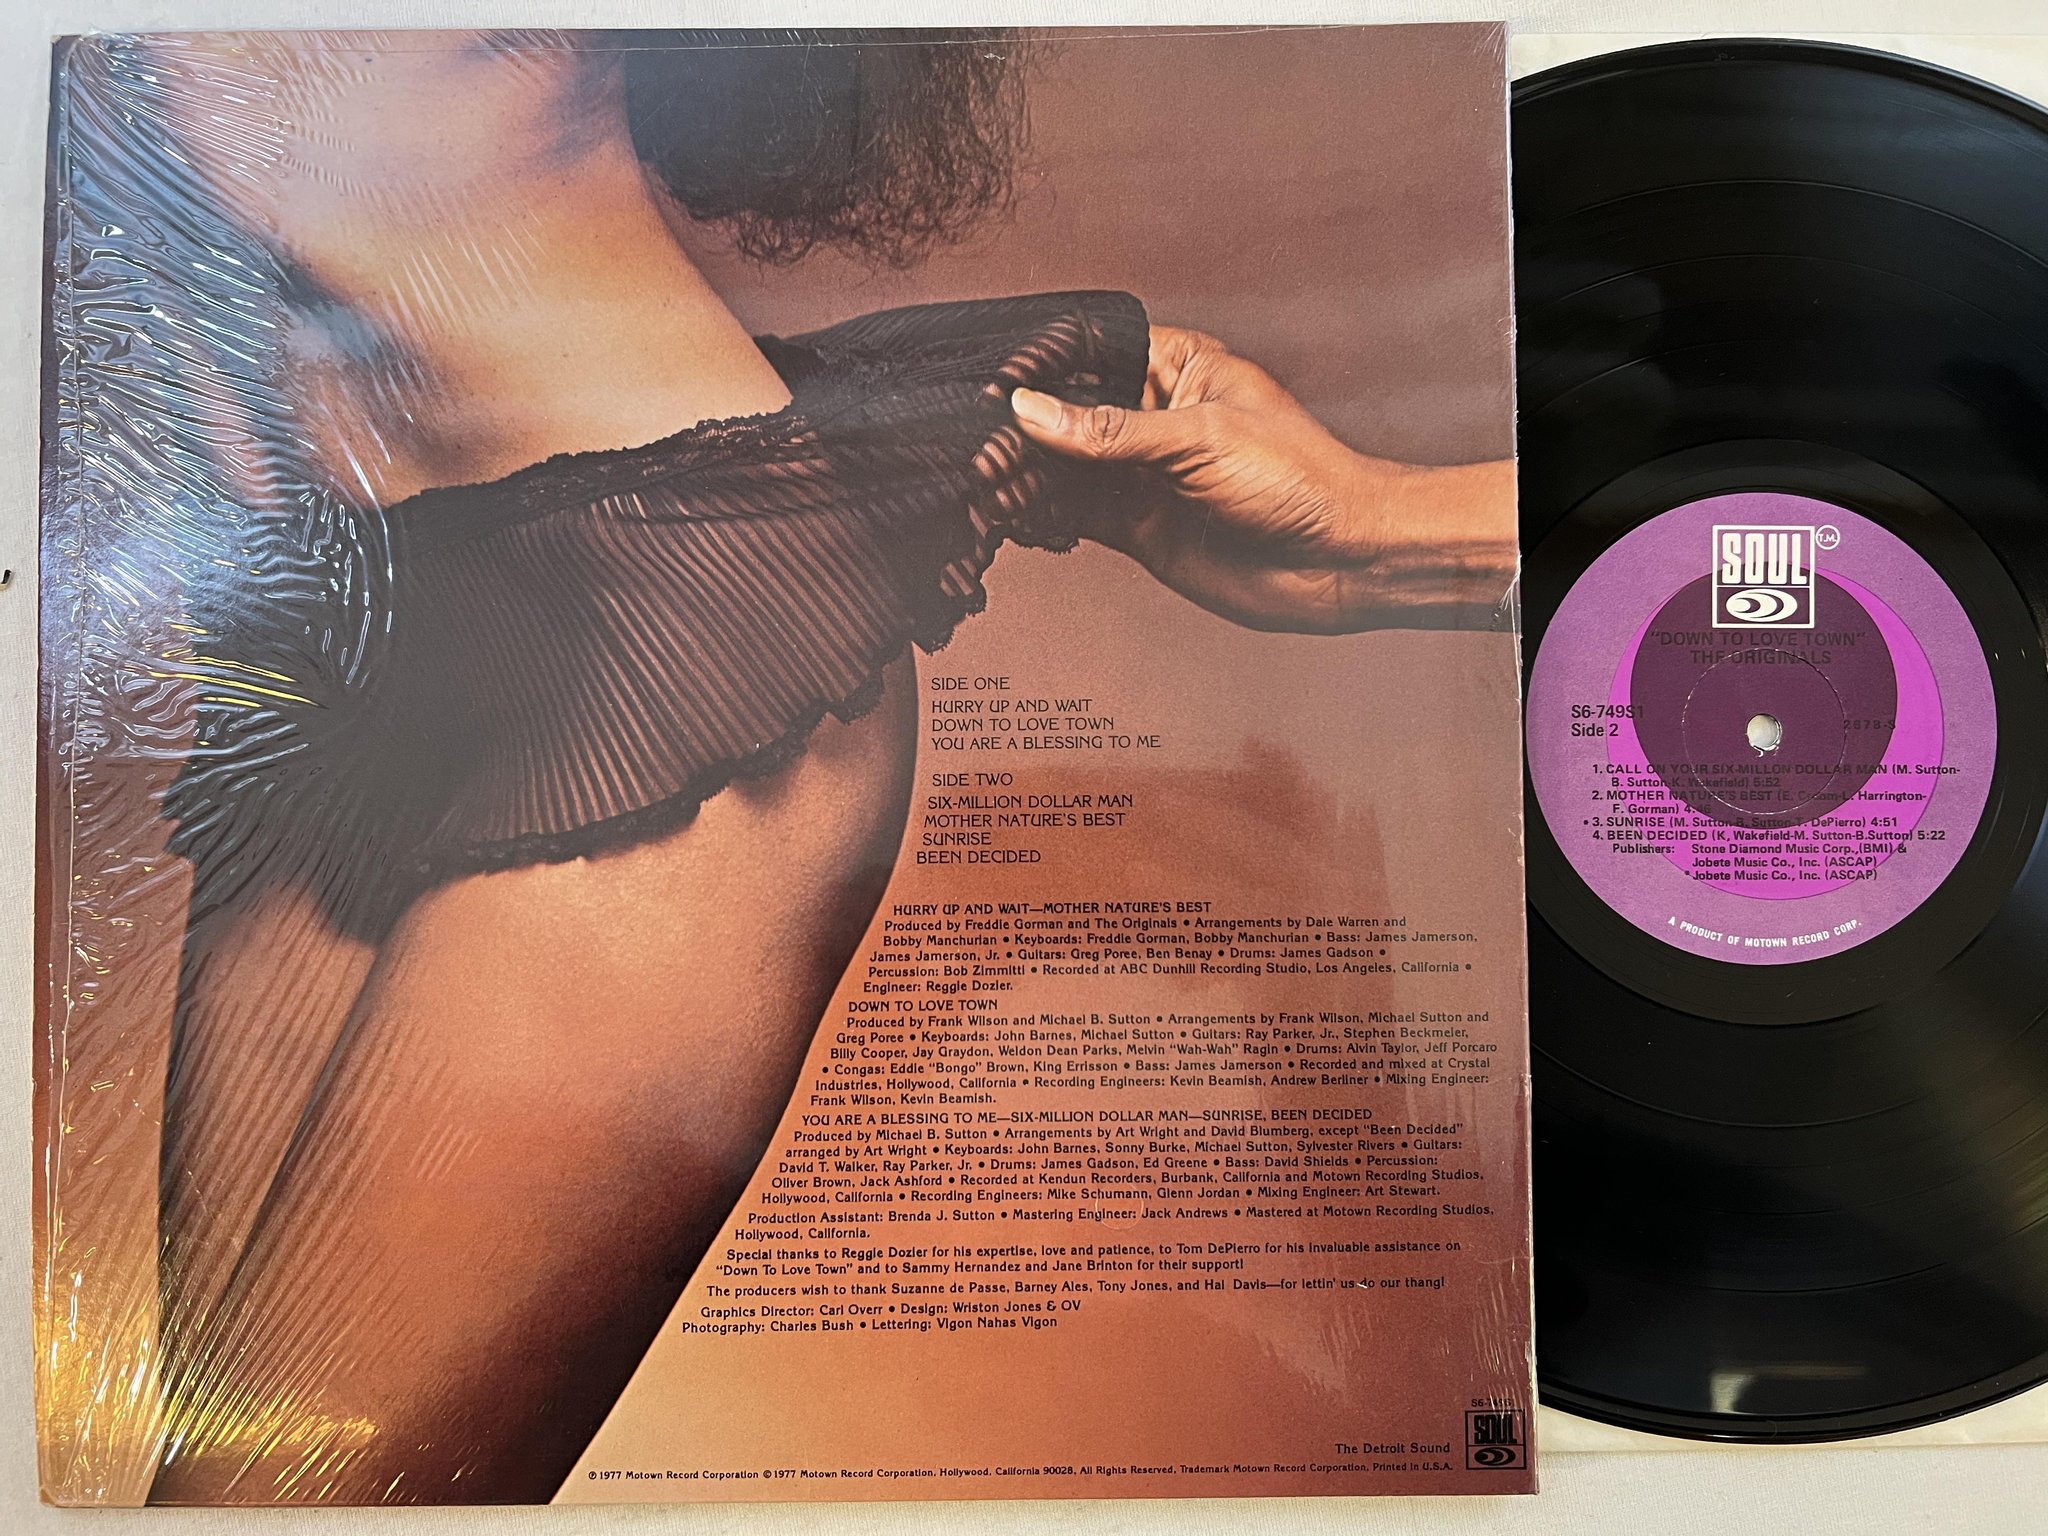 SIDE ONE
HURRY UP AND WAIT
DOWN TO LOVE TOWN
YOU ARE A BLESSING TO ME
SIDE TWO
SIX-MILLION DOLLAR MAN
MOTHER NATURE'S BEST
SUNRISE
BEEN DECIDED
HURRY UP AND WAIT—MOTHER NATURE'S BEST
Produced by Freddie Gorman and The Originals • Arrangements by Dale Warren and
Bobby Manchurian • Keyboards: Freddie Gorman, Bobby Manchurian • Bass: James Jamerson,
James Jamerson, Jr. • Guitars: Greg Poree, Ben Benay • Drums: James Gadson •
Percussion: Bob Zimmitti • Recorded at ABC Dunhill Recording Studio, Los Angeles, California •
Engineer: Reggie Dozier.
DOWN TO LOVE TOWN
Produced by Frank Wilson and Michael B. Sutton • Arrangements by Frank Wilson, Michael Sutton and
Greg Poree • Keyboards: John Barnes, Michael Sutton • Guitars: Ray Parker, Jr., Stephen Beckmeier,
Billy Cooper, Jay Graydon, Weldon Dean Parks, Melvin "Wah-Wah" Ragin • Drums: Alvin Taylor, Jeff Porcaro
• Congas: Eddie "Bongo" Brown, King Errisson • Bass: James Jamerson • Recorded and mixed at Crystal
Industries, Hollywood, California • Recording Engineers: Kevin Beamish, Andrew Berliner • Mixing Engineer:
Frank Wilson, Kevin Beamish.
YOU ARE A BLESSING TO ME—SIX-MILLION DOLLAR MAN—SUNRISE, BEEN DECIDED
Produced by Michael B. Sutton • Arrangements by Art Wright and David Blumberg, except "Been Decided"
arranged by Art Wright • Keyboards: John Barnes, Sonny Burke, Michael Sutton, Sylvester Rivers • Guitars:
David T. Walker, Ray Parker, Jr. • Drums: James Gadson, Ed Greene • Bass: David Shields • Percussion:
Oliver Brown, Jack Ashford • Recorded at Kendun Recorders, Burbank, California and Motown Recording Studios,
Hollywood, California • Recording Engineers: Mike Schumann, Glenn Jordan • Mixing Engineer: Art Stewart.
Production Assistant: Brenda J. Sutton • Mastering Engineer: Jack Andrews • Mastered at Motown Recording Studios,
Hollywood, California.
Special thanks to Reggie Dozier for his expertise, love and patience, to Tom DePierro for his invaluable assistance on
"Down To Love Town" and to Sammy Hernandez and Jane Brinton for their support!
The producers wish to thank Suzanne de Passe, Barney Ales, Tony Jones, and Hal Davis—for lettin' us do our thang!
Graphics Director: Carl Overr • Design: Wriston Jones & OV
Photography: Charles Bush • Lettering: Vigon Nahas Vigon
S6-749S
SOUL
The Detroit Sound
℗1977 Motown Record Corporation ©1977 Motown Record Corporation, Hollywood, California 90028, All Rights Reserved, Trademark Motown Record Corporation, Printed in U.S.A.
SOUL T.M.
"DOWN TO LOVE TOWN"
THE ORIGINALS
S6-749S1
Side 2
2678-S
1. CALL ON YOUR SIX-MILLON DOLLAR MAN (M. Sutton-
B. Sutton-K. Wakefield) 5:52
2. MOTHER NATURE'S BEST (E. Croom-L. Harrington-
F. Gorman) 4:46
• 3. SUNRISE (M. Sutton-B. Sutton-T. DePierro) 4:51
4. BEEN DECIDED (K, Wakefield-M. Sutton-B.Sutton) 5:22
Publishers: Stone Diamond Music Corp.,(BMI) &
Jobete Music Co., Inc. (ASCAP)
* Jobete Music Co., Inc. (ASCAP)
A PRODUCT OF MOTOWN RECORD CORP.